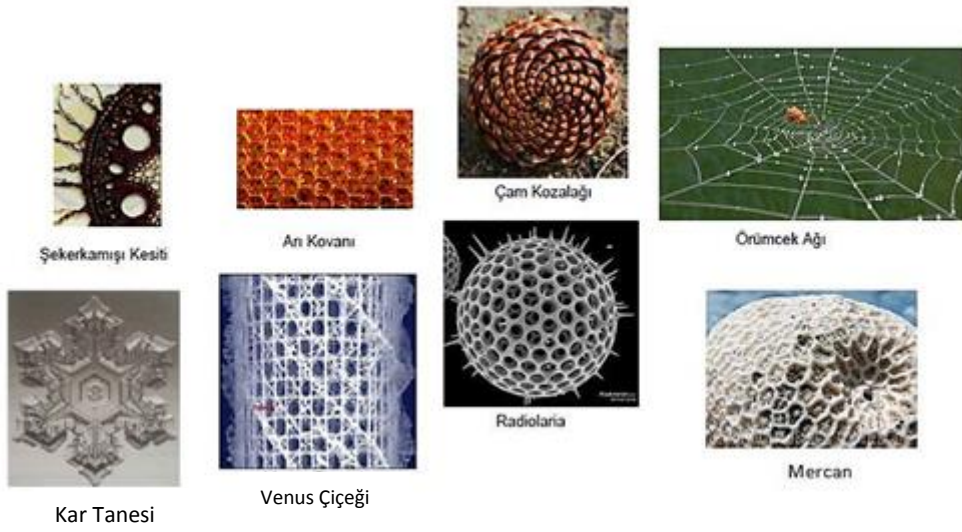 Çam Kozalağı
Şekerkamışı Kesiti
Arı Kovanı
Örümcek Ağı
Radiolaria
Mercan
Venus Çiçeği
Kar Tanesi